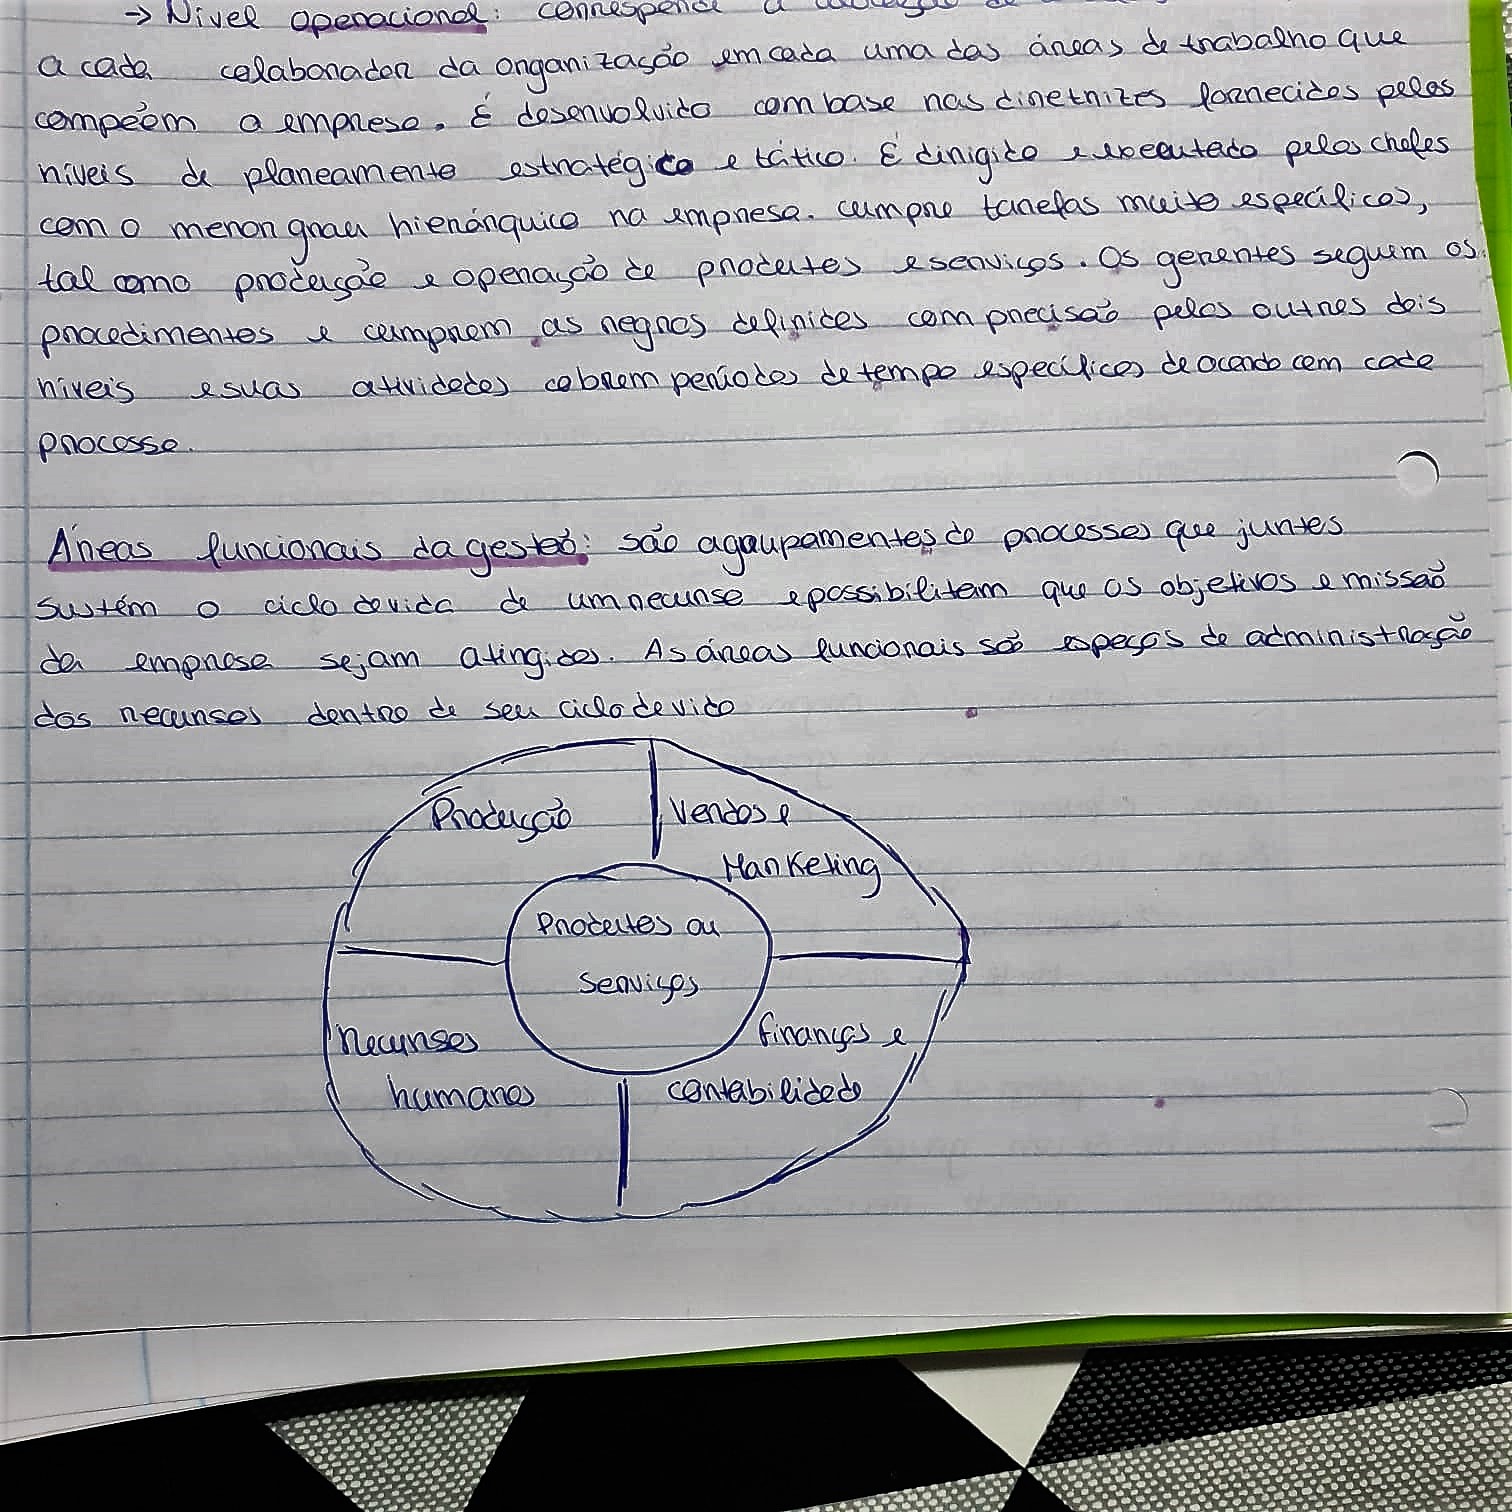 → Nível operacional: corresponde a
a cada colaborador da organização em cada uma das áreas de trabalho que
compõem a empresa. É desenvolvido com base nas diretrizes fornecidas pelos
níveis de planeamento estratégico e tático. É dirigido e executado pelos chefes
com o menor grau hierárquico na empresa. cumpre tarefas muito específicas,
tal como produção e operação de produtos e serviços. Os gerentes seguem os
procedimentos e cumprem as regras definidas com precisão pelos outros dois
níveis e suas atividades cobrem períodos de tempo específicos de acordo com cada
processo.
Áreas funcionais da gestão: são agrupamentos de processos que juntos
sustém o ciclo de vida de um recurso e possibilitam que os objetivos e missão
da empresa sejam atingidos. As áreas funcionais são espeços de administração
dos recursos dentro de seu ciclo de vida
Produção
Vendas e
Marketing
Produtos ou
serviços
Recursos
humanos
finanças e
contabilidade